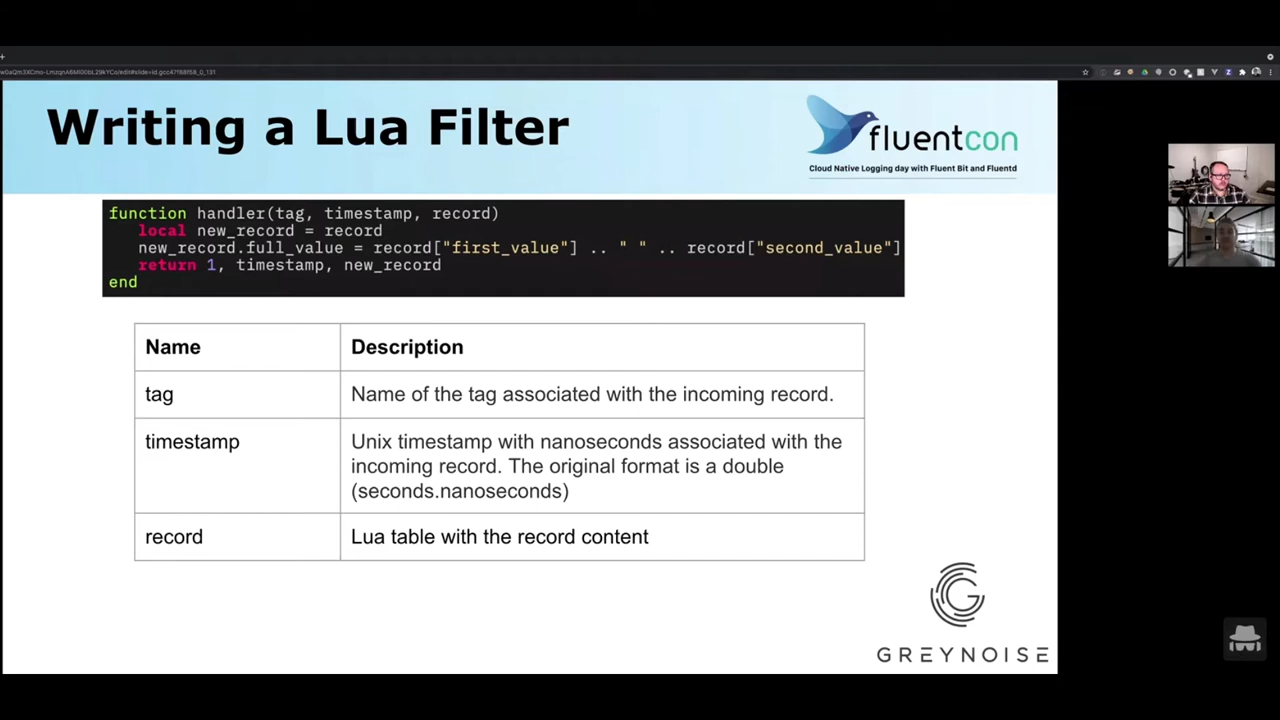 Writing a Lua Filter
fluentcon
Cloud Native Logging day with Fluent Bit and Fluentd
function handler(tag, timestamp, record)
local new_record = record
new_record.full_value = record["first_value"] .. " " .. record["second_value"]
return 1, timestamp, new_record
end
Name
Description
tag
Name of the tag associated with the incoming record.
timestamp
Unix timestamp with nanoseconds associated with the
incoming record. The original format is a double
(seconds.nanoseconds)
record
Lua table with the record content
GREYNOISE